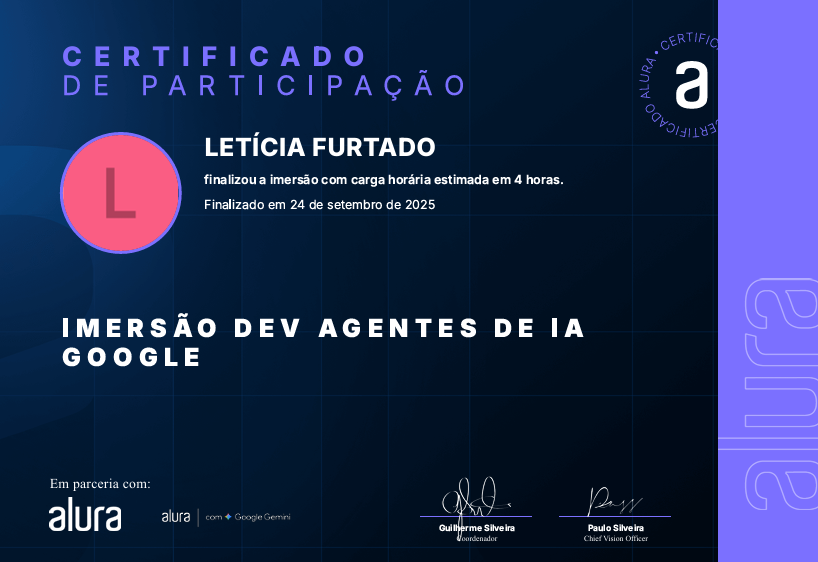 CERTIFICADO
DE PARTICIPAÇÃO
CERTIFICADO ALURA • CERTIFIC
a
LETÍCIA FURTADO
finalizou a imersão com carga horária estimada em 4 horas.
Finalizado em 24 de setembro de 2025
L
IMERSÃO DEV AGENTES DE IA
GOOGLE
alura
Em parceria com:
alura
alura com Google Gemini
Guilherme Silveira
Coordenador
Paulo Silveira
Chief Vision Officer